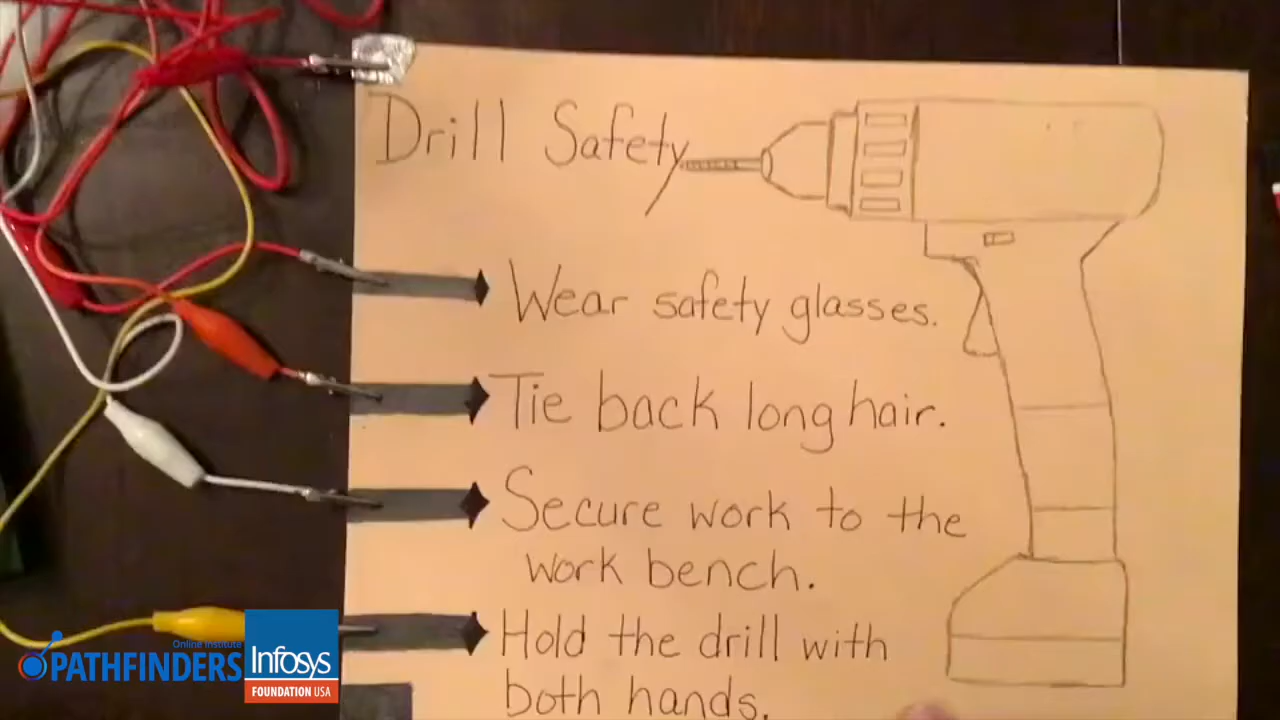 Drill Safety
Wear safety glasses.
Tie back long hair.
Secure work to the
work bench.
Hold the drill with
both hands.
Online Institute
PATHFINDERS
Infosys
FOUNDATION USA